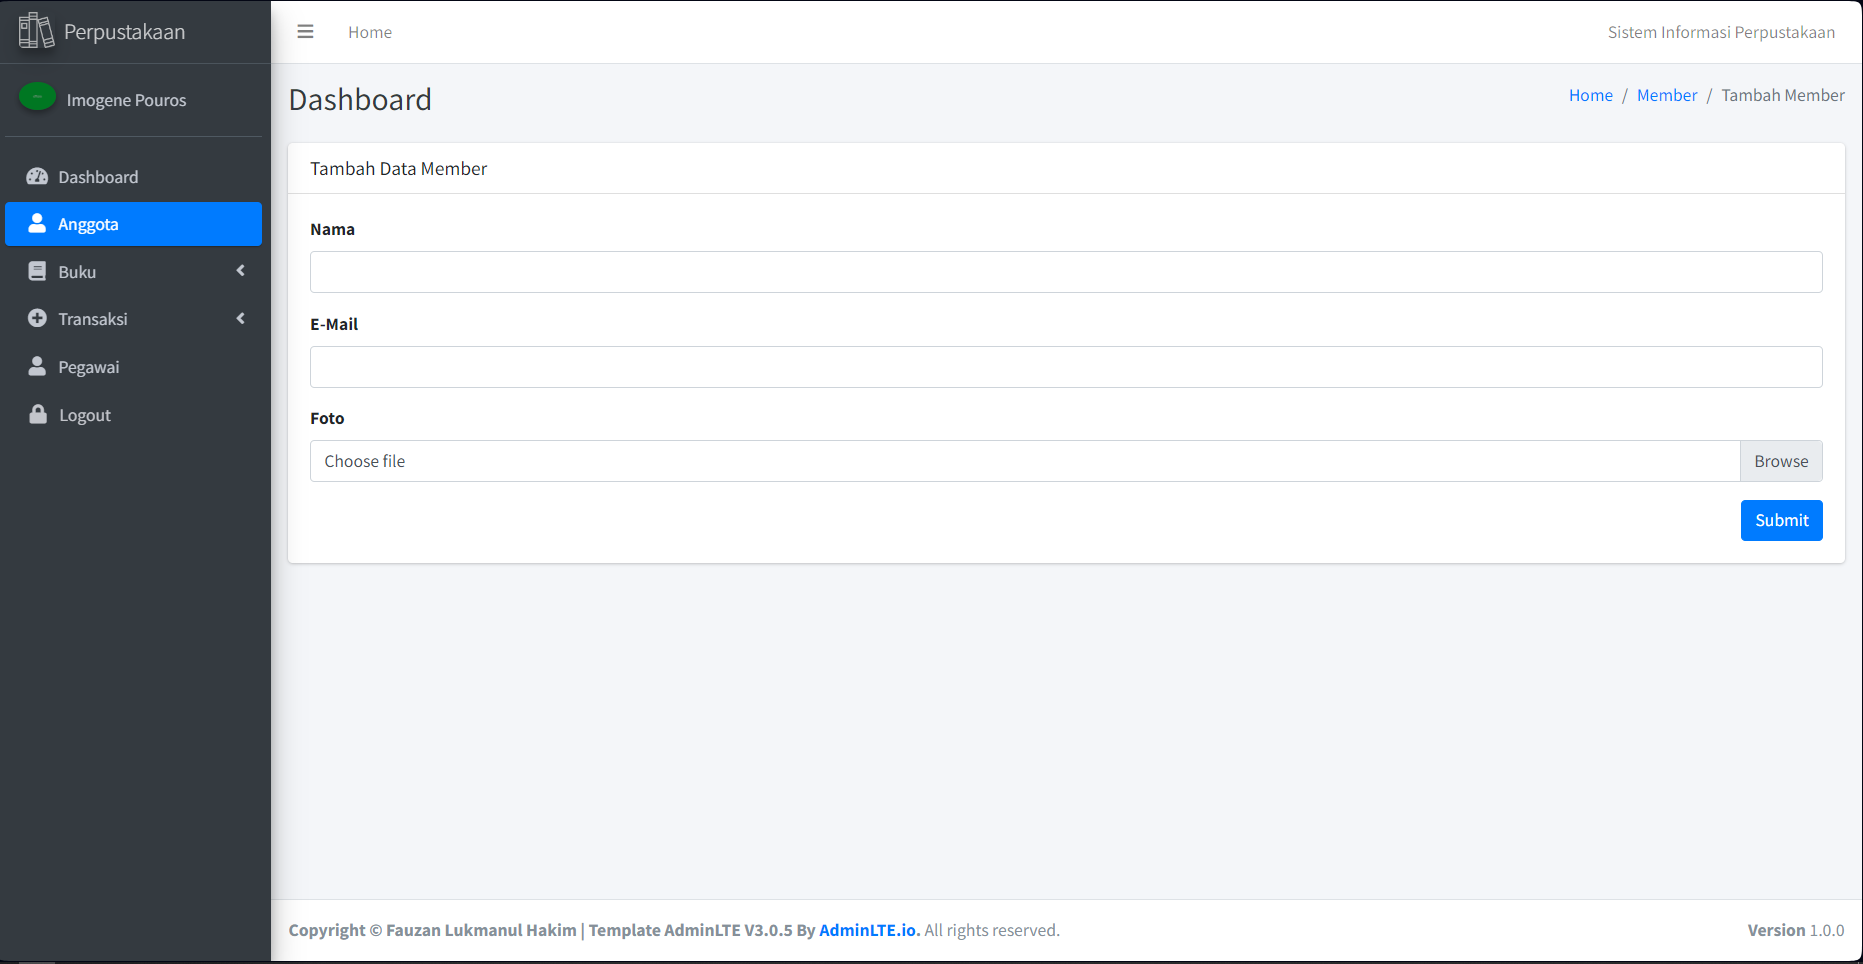 Perpustakaan
Home
Sistem Informasi Perpustakaan
Imogene Pouros
Dashboard
Anggota
Buku
Transaksi
Pegawai
Logout
Dashboard
Home / Member / Tambah Member
Tambah Data Member
Nama
E-Mail
Foto
Choose file
Browse
Submit
Copyright © Fauzan Lukmanul Hakim | Template AdminLTE V3.0.5 By AdminLTE.io. All rights reserved.
Version 1.0.0